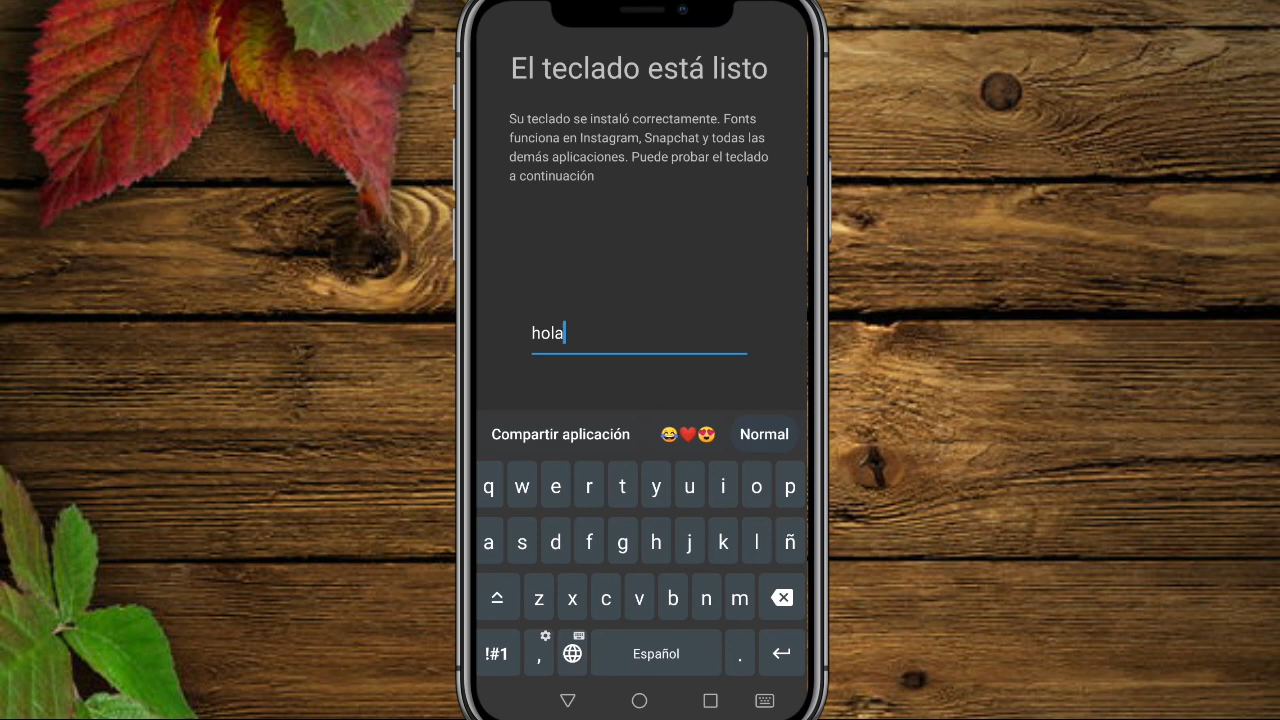 El teclado está listo
Su teclado se instaló correctamente. Fonts
funciona en Instagram, Snapchat y todas las
demás aplicaciones. Puede probar el teclado
a continuación
hola
Compartir aplicación 😂❤️😍 Normal
q w e r t y u i o p
a s d f g h j k l ñ
z x c v b n m
!#1 , Español .